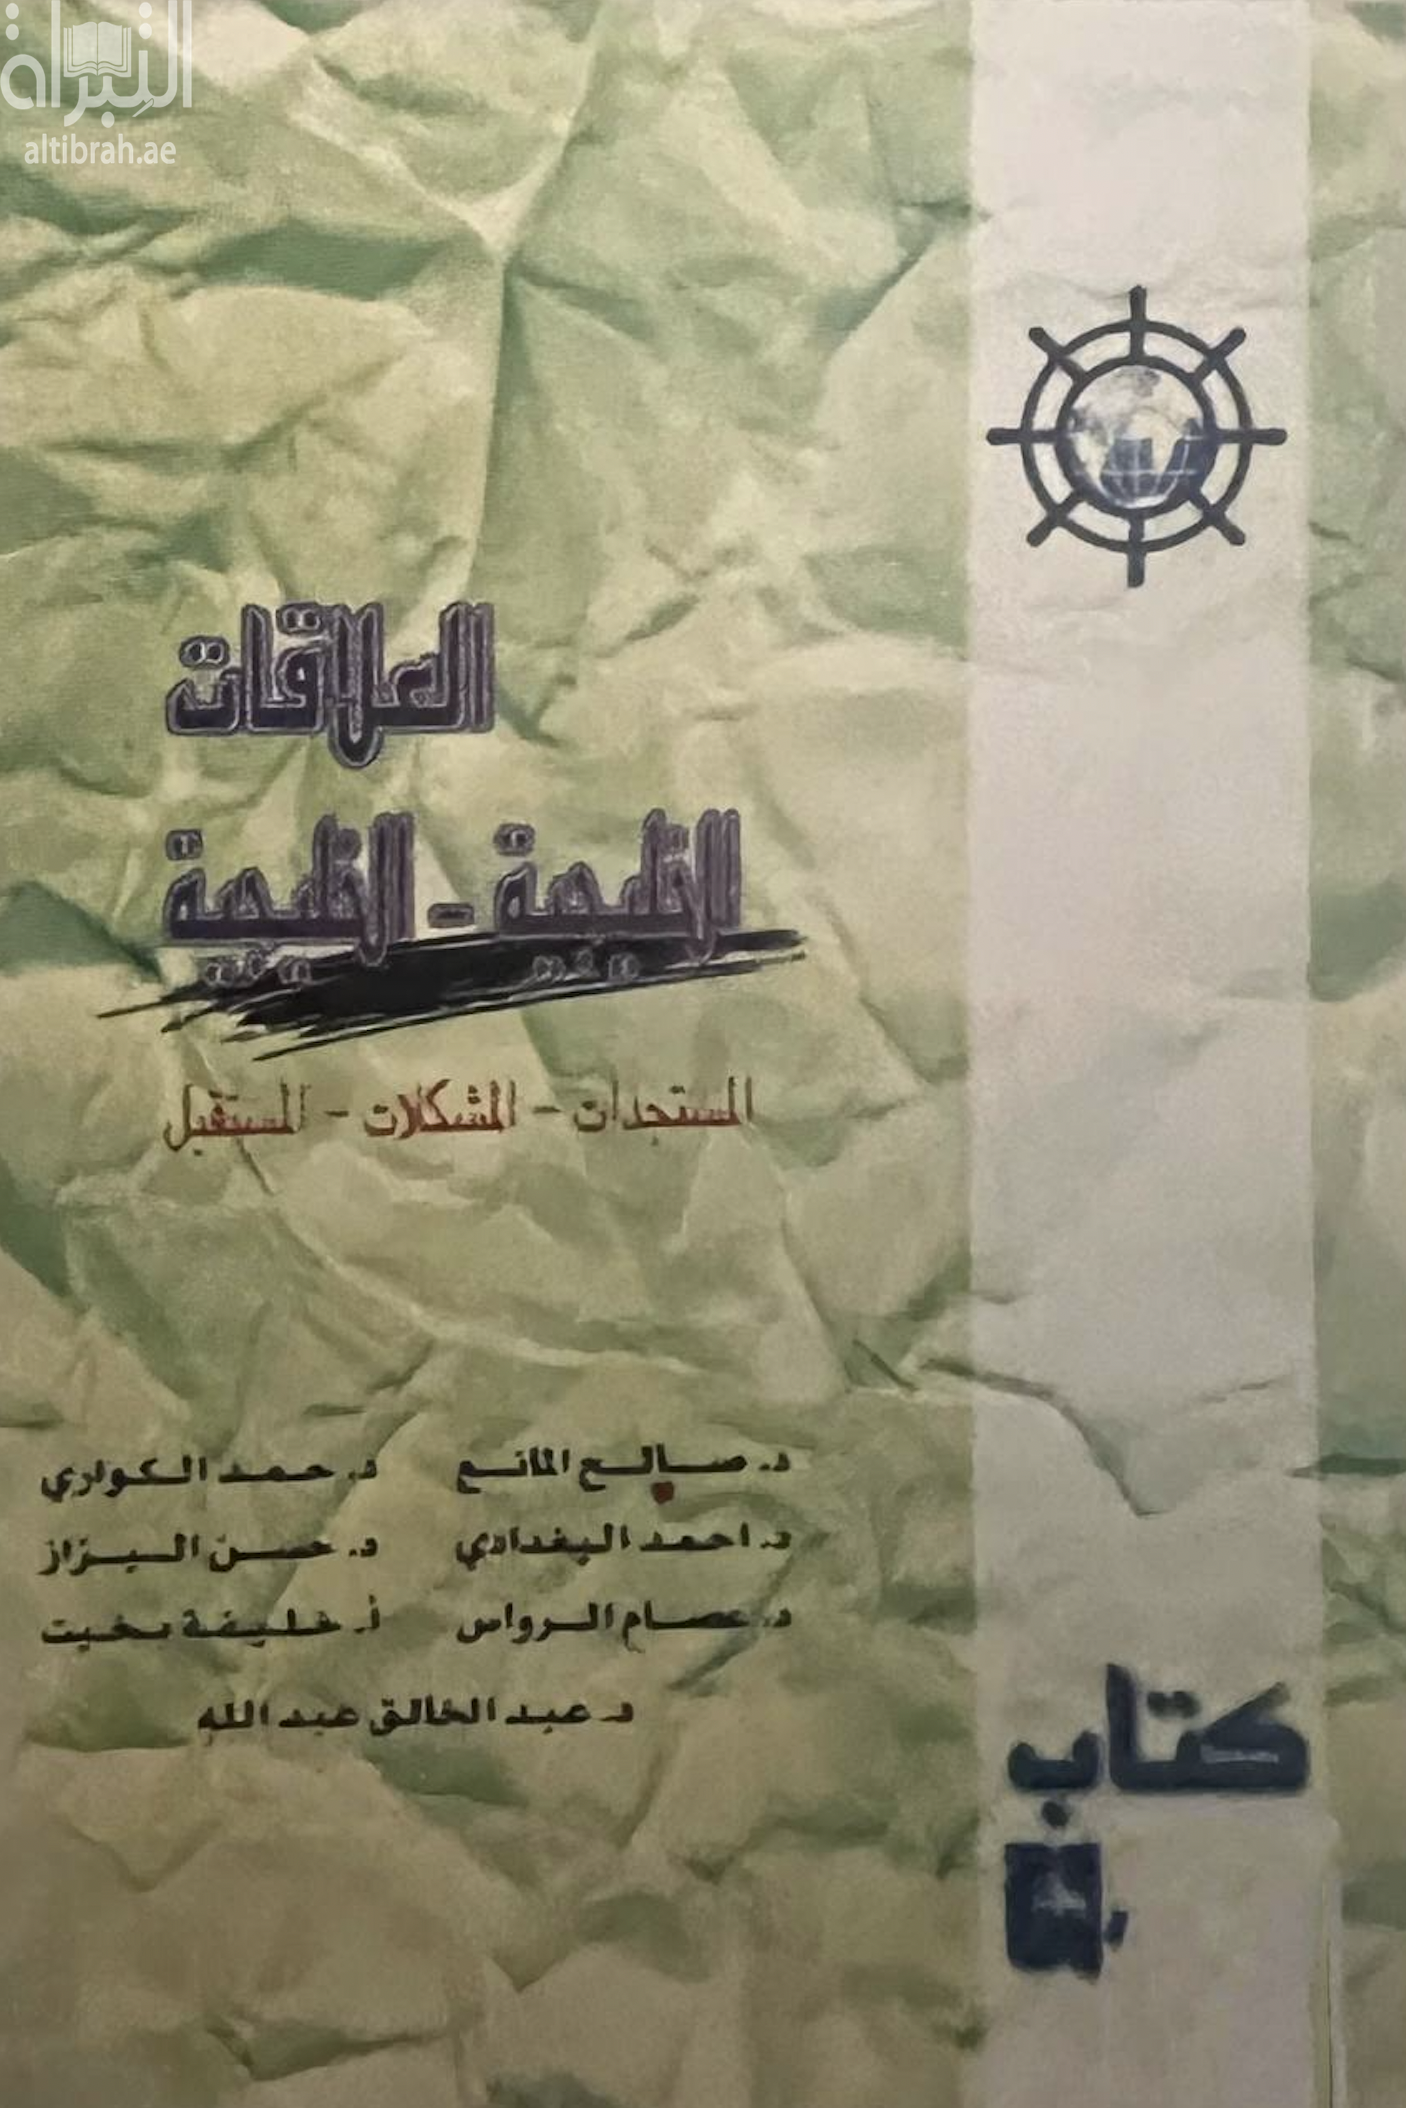 التبراة
altibrah.ae
العلاقات
الخليجية - الخليجية
المستجدات - المشكلات - المستقبل
د. صالح المانع د. حمد الكواري
د. احمد البغدادي د. حسن البزاز
د. عصام الرواس أ. خليفة بخيت
د. عبد الخالق عبد الله
كتاب